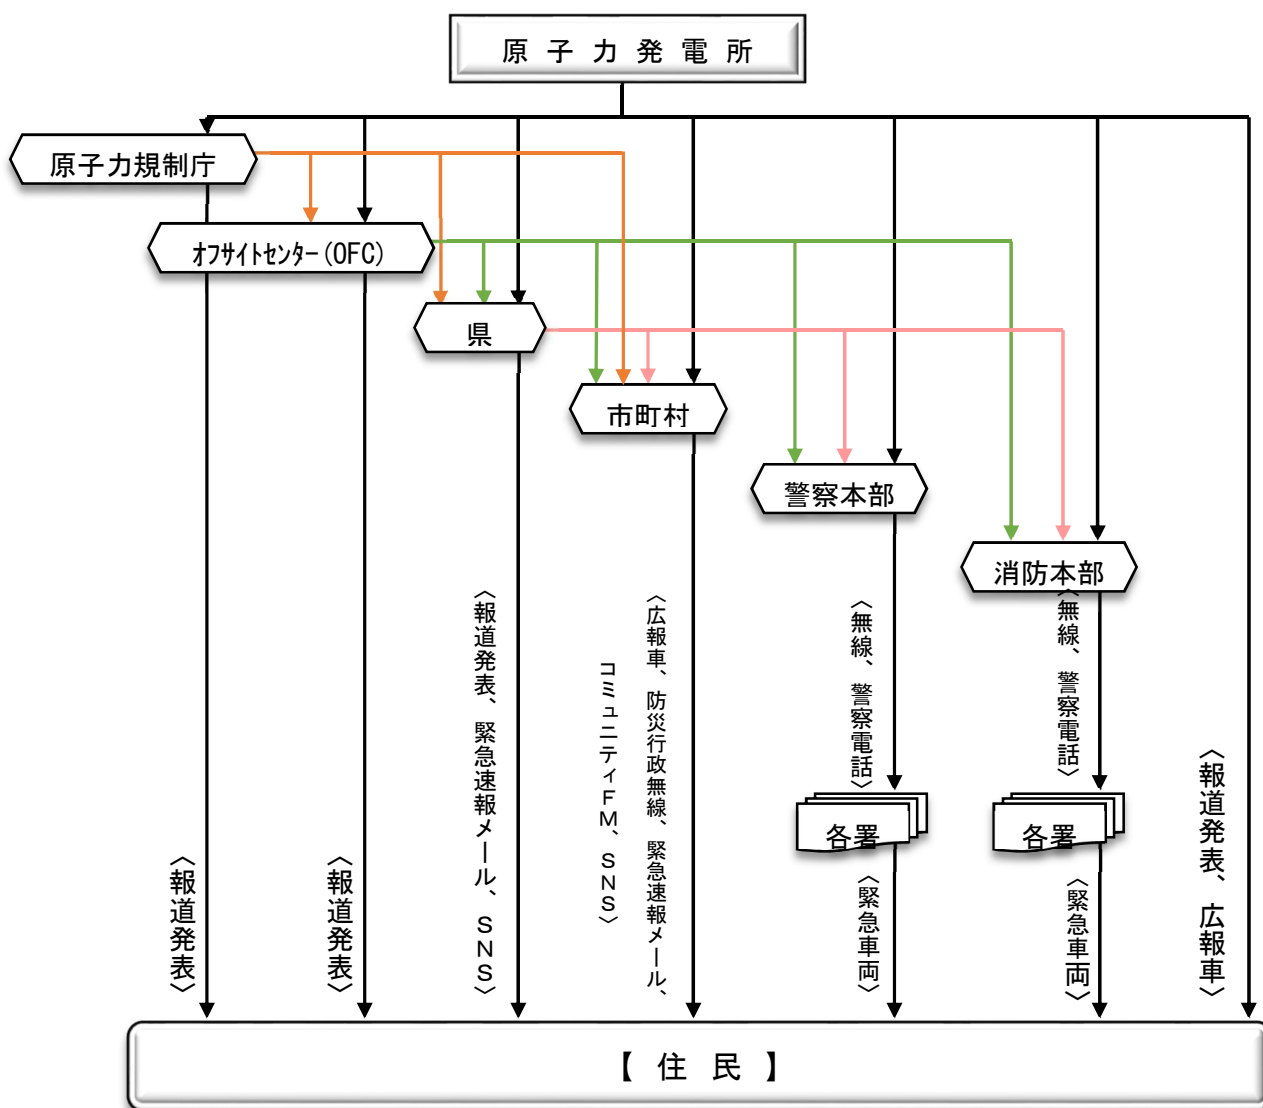 原子力発電所
原子力規制庁
オフサイトセンター(OFC)
県
市町村
警察本部
消防本部
〈報道発表〉
〈報道発表〉
〈報道発表、緊急速報メール、SNS〉
〈広報車、防災行政無線、緊急速報メール、
コミュニティFM、SNS〉
〈無線、警察電話〉
〈無線、警察電話〉
各署
各署
〈緊急車両〉
〈緊急車両〉
〈報道発表、広報車〉
【住民】